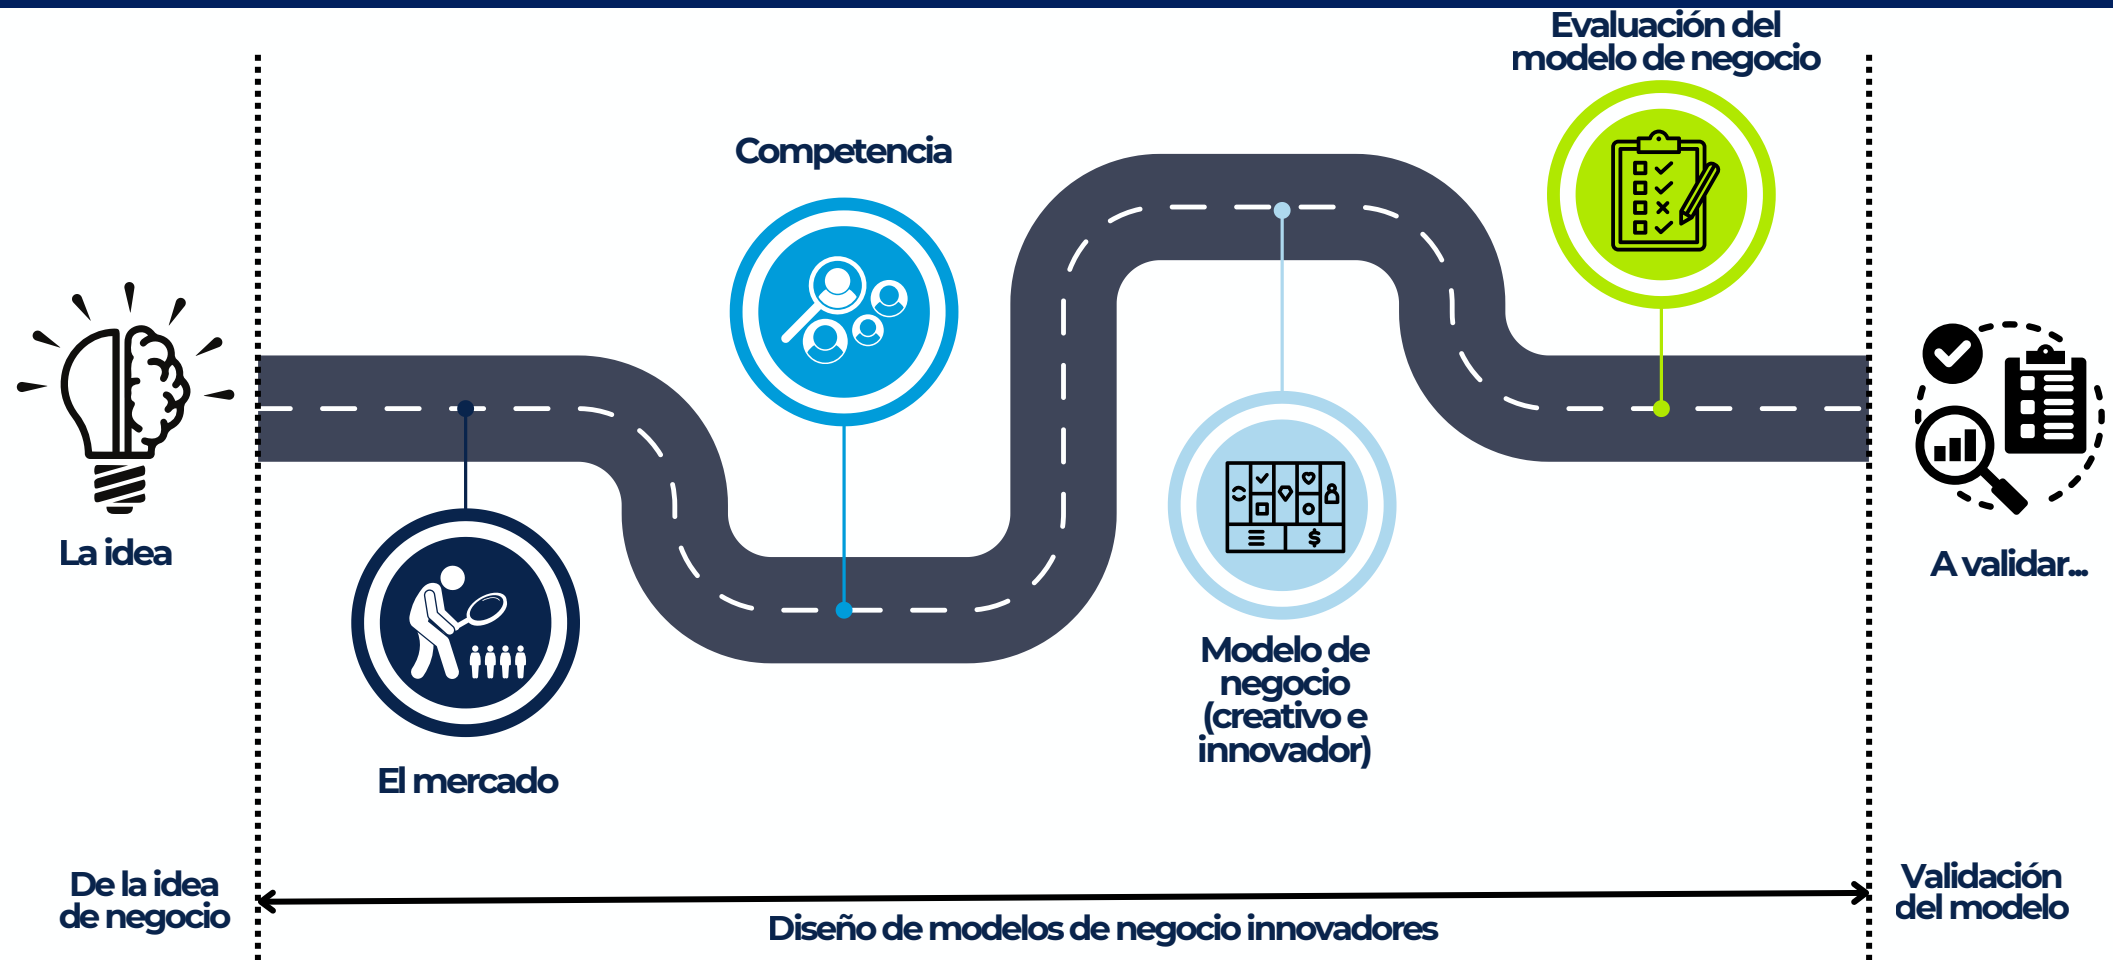 Evaluación del
modelo de negocio
Competencia
La idea
A validar...
Modelo de
negocio
(creativo e
innovador)
El mercado
De la idea
de negocio
Diseño de modelos de negocio innovadores
Validación
del modelo